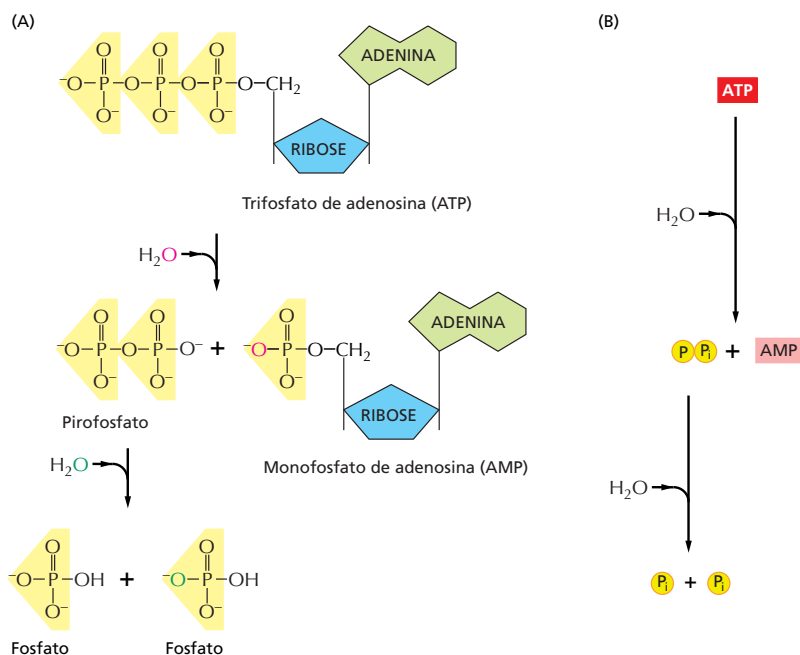 (A)
O O O
⁻O–P–O–P–O–P–O–CH₂
O⁻ O⁻ O⁻
ADENINA
RIBOSE
Trifosfato de adenosina (ATP)
H₂O
O O
⁻O–P–O–P–O⁻
O⁻ O⁻
+
O
⁻O–P–O–CH₂
O⁻
ADENINA
RIBOSE
Pirofosfato
Monofosfato de adenosina (AMP)
H₂O
O
⁻O–P–OH
O⁻
+
O
⁻O–P–OH
O⁻
Fosfato
Fosfato
(B)
ATP
H₂O
P Pᵢ + AMP
H₂O
Pᵢ + Pᵢ